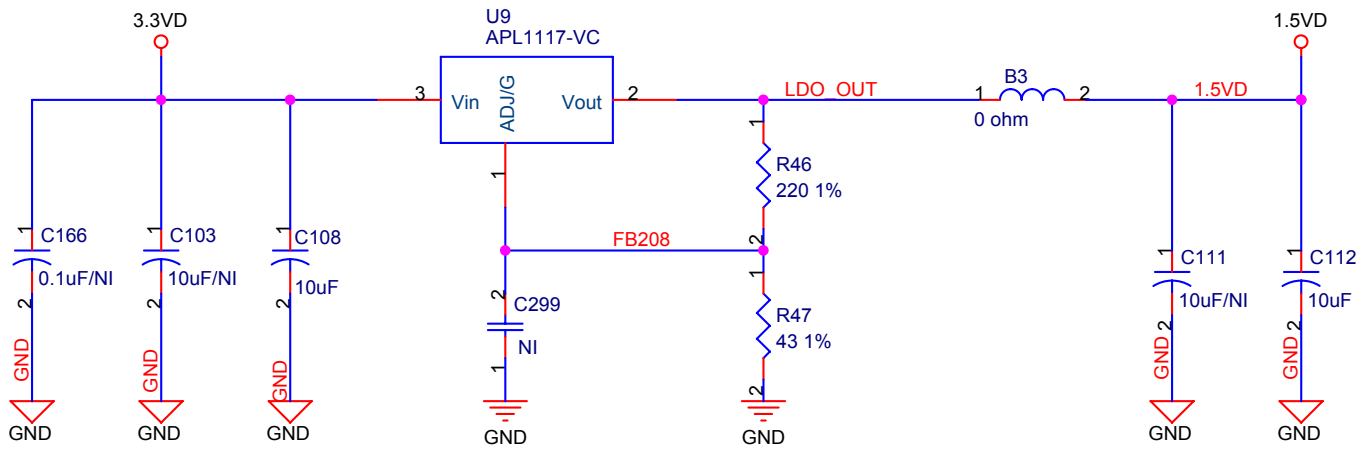 3.3VD
U9
APL1117-VC
1.5VD
3
Vin
ADJ/G
Vout
2
1
LDO_OUT
1
B3
2
0 ohm
1.5VD
1
R46
220 1%
2
FB208
1
C166
0.1uF/NI
2
GND
GND
1
C103
10uF/NI
2
GND
GND
1
C108
10uF
2
GND
GND
2
C299
NI
1
GND
1
R47
43 1%
2
GND
1
C111
10uF/NI
2
GND
GND
1
C112
10uF
2
GND
GND